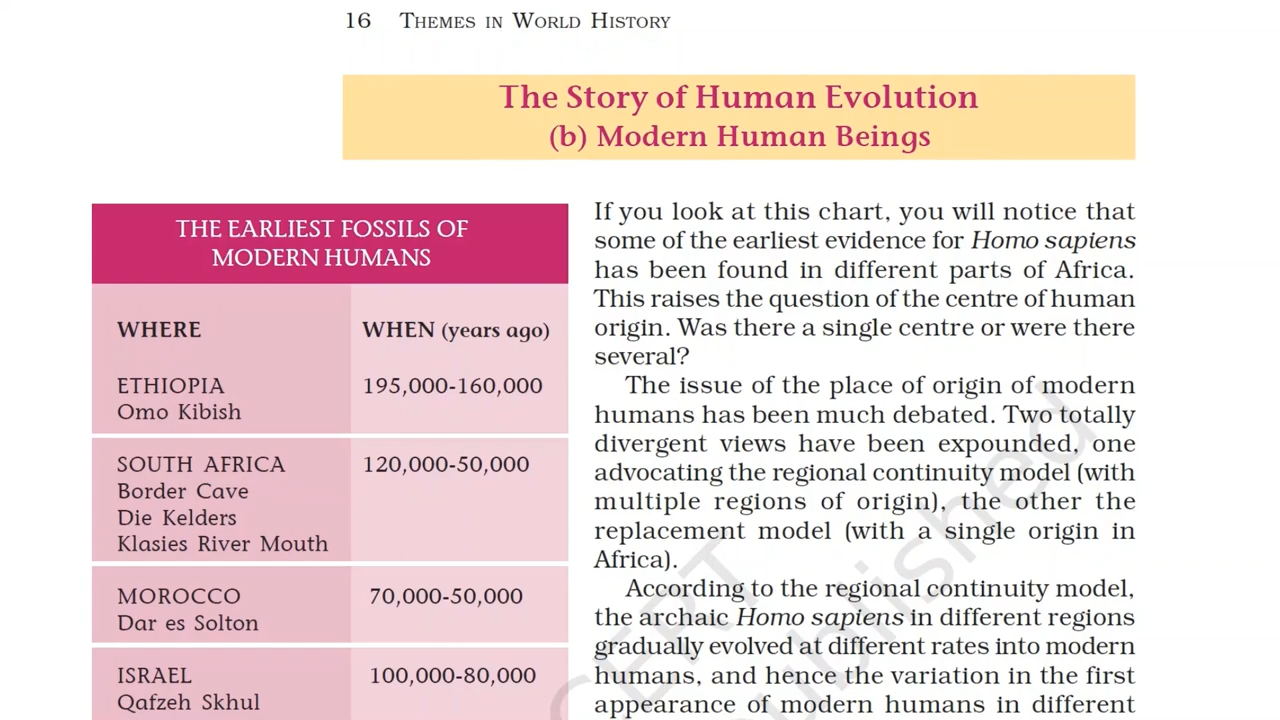 16 THEMES IN WORLD HISTORY
The Story of Human Evolution
(b) Modern Human Beings
THE EARLIEST FOSSILS OF
MODERN HUMANS
WHERE WHEN (years ago)
ETHIOPIA 195,000-160,000
Omo Kibish
SOUTH AFRICA 120,000-50,000
Border Cave
Die Kelders
Klasies River Mouth
MOROCCO 70,000-50,000
Dar es Solton
ISRAEL 100,000-80,000
Qafzeh Skhul
If you look at this chart, you will notice that
some of the earliest evidence for Homo sapiens
has been found in different parts of Africa.
This raises the question of the centre of human
origin. Was there a single centre or were there
several?
The issue of the place of origin of modern
humans has been much debated. Two totally
divergent views have been expounded, one
advocating the regional continuity model (with
multiple regions of origin), the other the
replacement model (with a single origin in
Africa).
According to the regional continuity model,
the archaic Homo sapiens in different regions
gradually evolved at different rates into modern
humans, and hence the variation in the first
appearance of modern humans in different